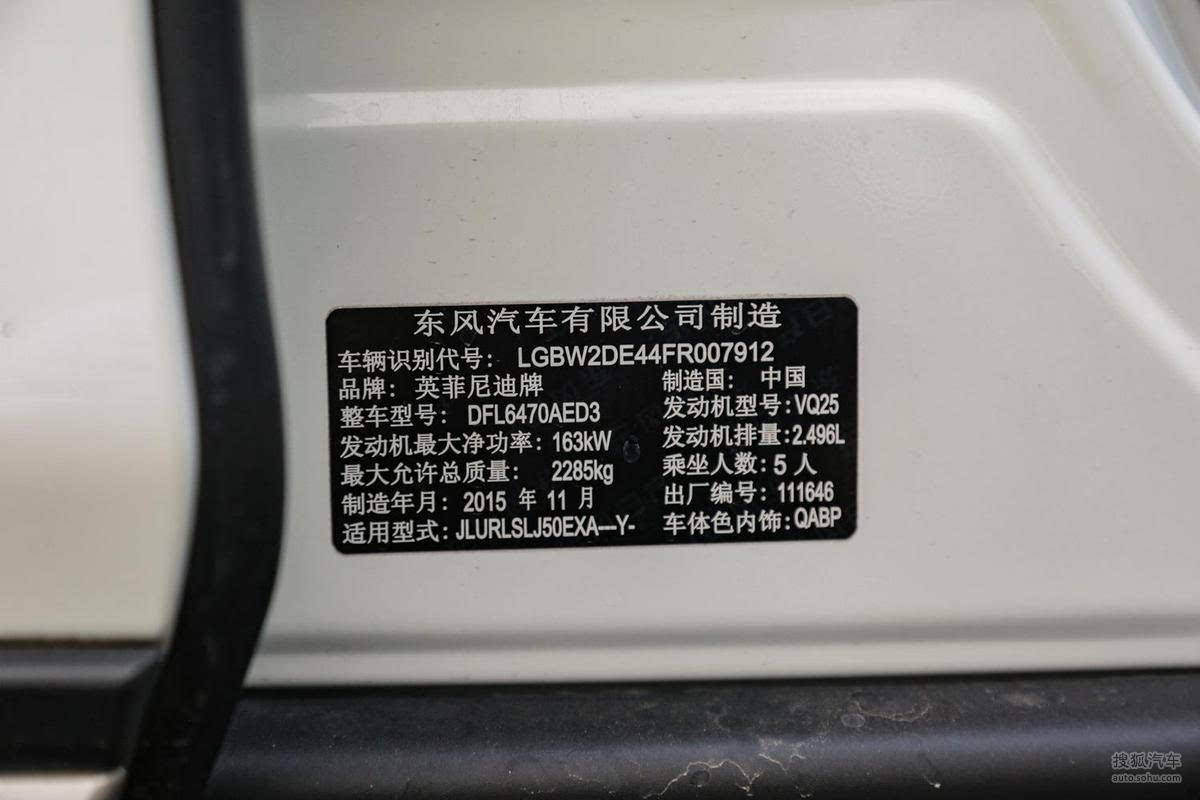 东风汽车有限公司制造
车辆识别代号: LGBW2DE44FR007912
品牌: 英菲尼迪牌 制造国: 中国
整车型号: DFL6470AED3 发动机型号:VQ25
发动机最大净功率: 163kW 发动机排量:2.496L
最大允许总质量: 2285kg 乘坐人数:5 人
制造年月: 2015 年 11 月 出厂编号: 111646
适用型式:JLURLSLJ50EXA---Y- 车体色内饰:QABP
搜狐汽车
auto.sohu.com